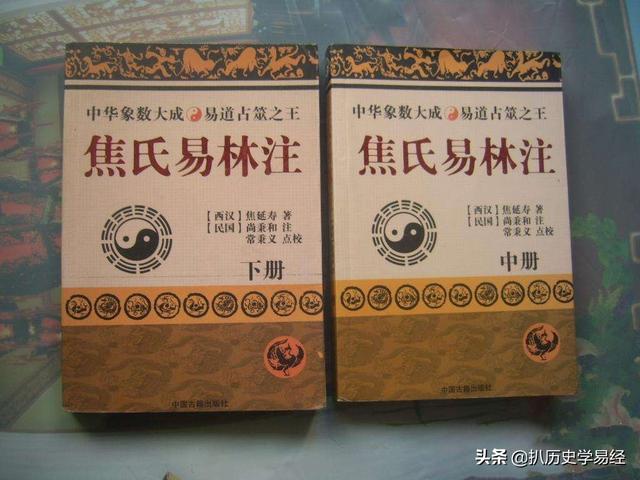 中华象数大成易道占筮之王
焦氏易林注
【西汉】焦延寿 著
【民国】尚秉和 注
常秉义 点校
下册
中国古籍出版社
中华象数大成易道占筮之王
焦氏易林注
【西汉】焦延寿 著
【民国】尚秉和 注
常秉义 点校
中册
中国古籍出版社
头条 @扒历史学易经